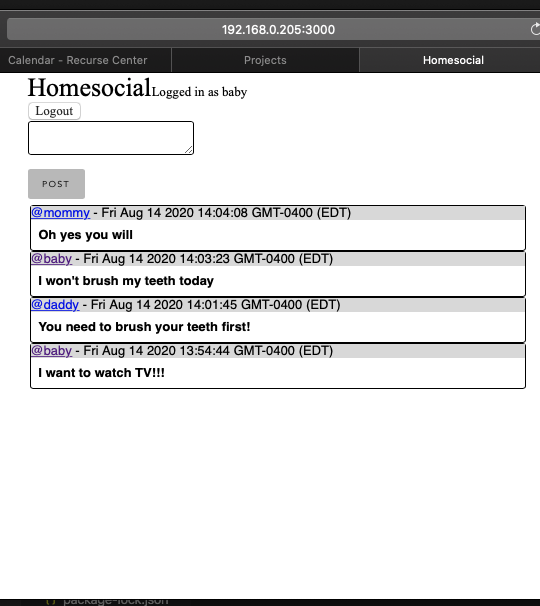 192.168.0.205:3000
Calendar - Recurse Center Projects Homesocial
Homesocial Logged in as baby
Logout
POST
@mommy - Fri Aug 14 2020 14:04:08 GMT-0400 (EDT)
Oh yes you will
@baby - Fri Aug 14 2020 14:03:23 GMT-0400 (EDT)
I won't brush my teeth today
@daddy - Fri Aug 14 2020 14:01:45 GMT-0400 (EDT)
You need to brush your teeth first!
@baby - Fri Aug 14 2020 13:54:44 GMT-0400 (EDT)
I want to watch TV!!!
{} package-lock.json